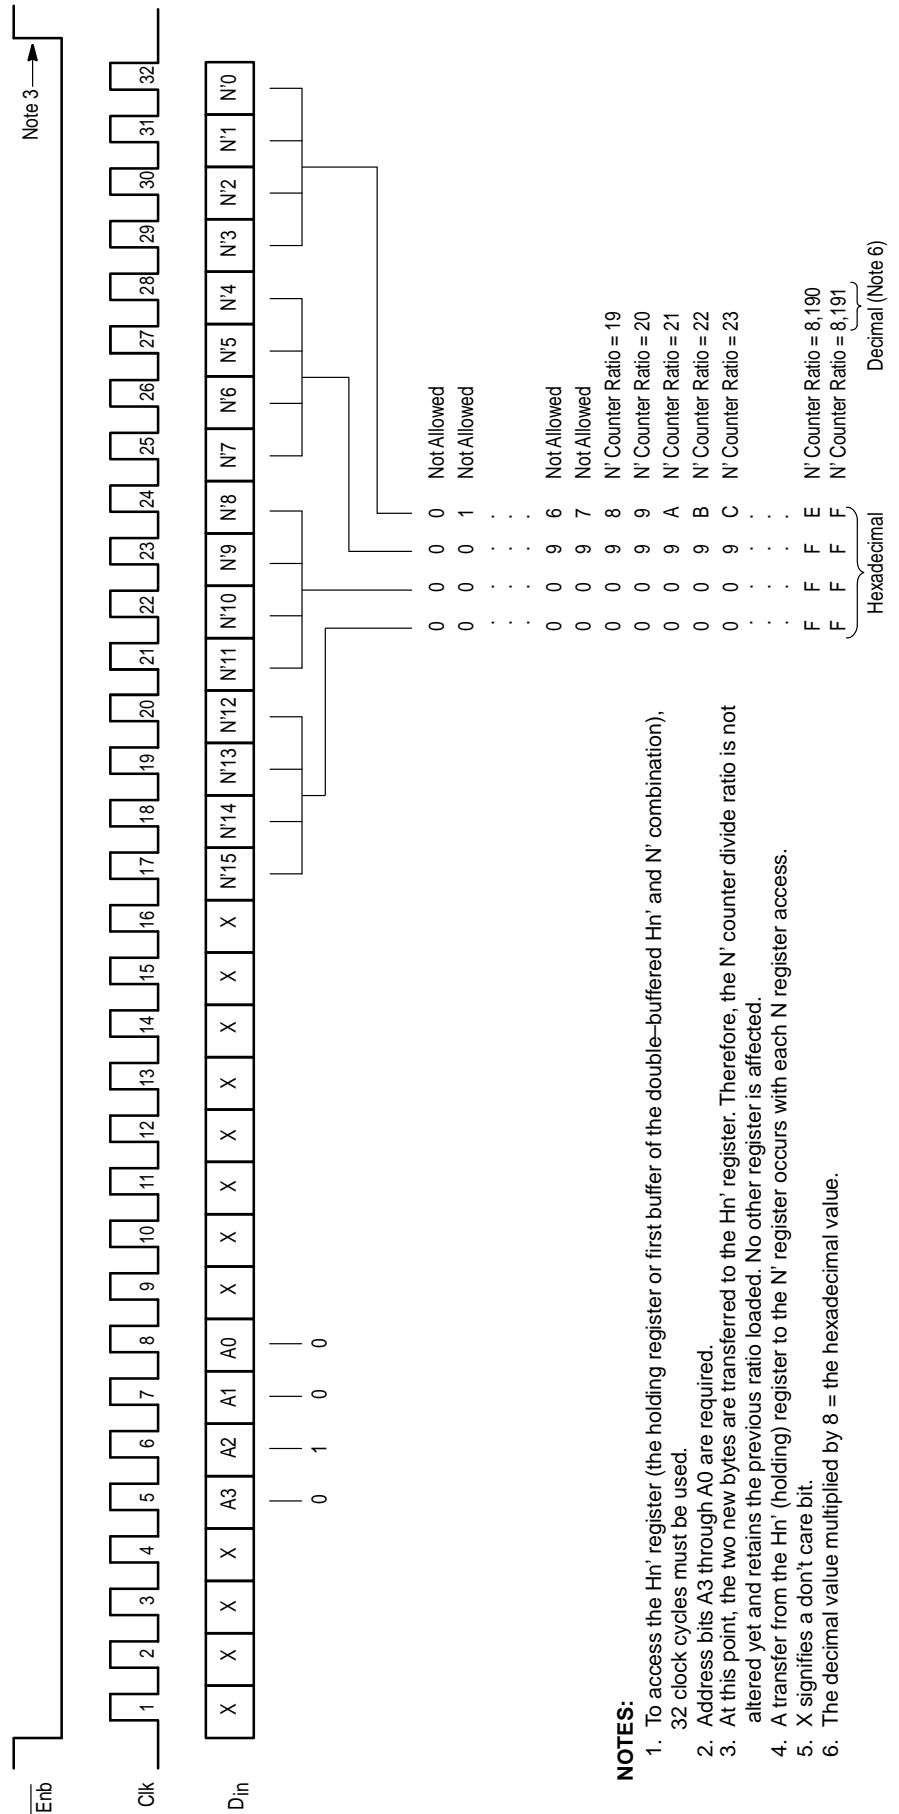 Enb
Note 3
Clk
1 2 3 4 5 6 7 8 9 10 11 12 13 14 15 16 17 18 19 20 21 22 23 24 25 26 27 28 29 30 31 32
Din
X X X X A3 A2 A1 A0 X X X X X X X X N'15 N'14 N'13 N'12 N'11 N'10 N'9 N'8 N'7 N'6 N'5 N'4 N'3 N'2 N'1 N'0
0 1 0 0
0 0 0 0 Not Allowed
0 0 0 1 Not Allowed
. . . .
. . . .
0 0 9 6 Not Allowed
0 0 9 7 Not Allowed
0 0 9 8 N' Counter Ratio = 19
0 0 9 9 N' Counter Ratio = 20
0 0 9 A N' Counter Ratio = 21
0 0 9 B N' Counter Ratio = 22
0 0 9 C N' Counter Ratio = 23
. . . .
. . . .
F F F E N' Counter Ratio = 8,190
F F F F N' Counter Ratio = 8,191
Hexadecimal
Decimal (Note 6)
NOTES:
1. To access the Hn' register (the holding register or first buffer of the double–buffered Hn' and N' combination),
32 clock cycles must be used.
2. Address bits A3 through A0 are required.
3. At this point, the two new bytes are transferred to the Hn' register. Therefore, the N' counter divide ratio is not
altered yet and retains the previous ratio loaded. No other register is affected.
4. A transfer from the Hn' (holding) register to the N' register occurs with each N register access.
5. X signifies a don't care bit.
6. The decimal value multiplied by 8 = the hexadecimal value.